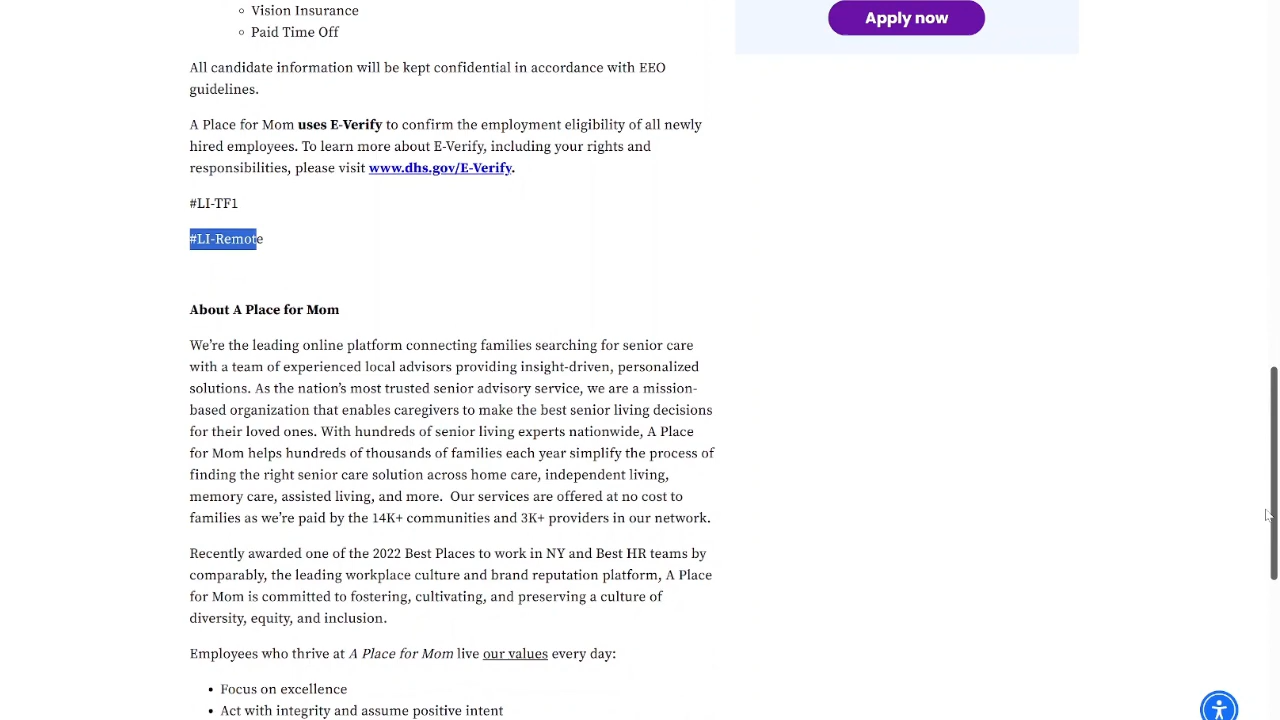 Vision Insurance
Apply now
Paid Time Off
All candidate information will be kept confidential in accordance with EEO
guidelines.
A Place for Mom uses E-Verify to confirm the employment eligibility of all newly
hired employees. To learn more about E-Verify, including your rights and
responsibilities, please visit www.dhs.gov/E-Verify.
#LI-TF1
#LI-Remote
About A Place for Mom
We're the leading online platform connecting families searching for senior care
with a team of experienced local advisors providing insight-driven, personalized
solutions. As the nation's most trusted senior advisory service, we are a mission-
based organization that enables caregivers to make the best senior living decisions
for their loved ones. With hundreds of senior living experts nationwide, A Place
for Mom helps hundreds of thousands of families each year simplify the process of
finding the right senior care solution across home care, independent living,
memory care, assisted living, and more.  Our services are offered at no cost to
families as we're paid by the 14K+ communities and 3K+ providers in our network.
Recently awarded one of the 2022 Best Places to work in NY and Best HR teams by
comparably, the leading workplace culture and brand reputation platform, A Place
for Mom is committed to fostering, cultivating, and preserving a culture of
diversity, equity, and inclusion.
Employees who thrive at A Place for Mom live our values every day:
Focus on excellence
Act with integrity and assume positive intent